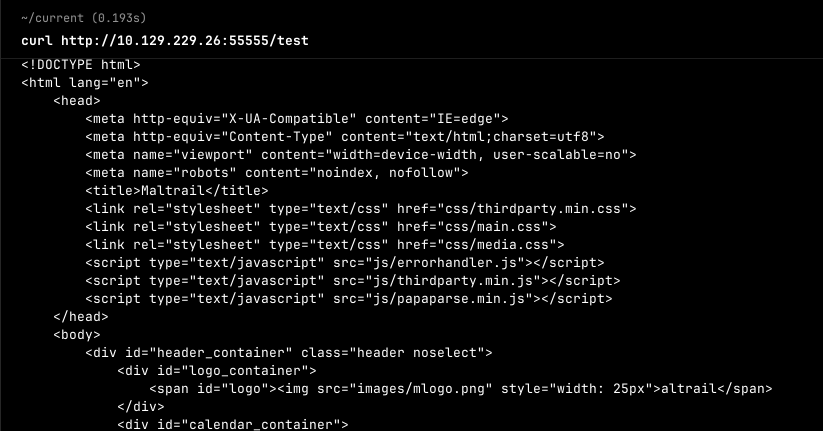 ~/current (0.193s)
curl http://10.129.229.26:55555/test
<!DOCTYPE html>
<html lang="en">
    <head>
        <meta http-equiv="X-UA-Compatible" content="IE=edge">
        <meta http-equiv="Content-Type" content="text/html;charset=utf8">
        <meta name="viewport" content="width=device-width, user-scalable=no">
        <meta name="robots" content="noindex, nofollow">
        <title>Maltrail</title>
        <link rel="stylesheet" type="text/css" href="css/thirdparty.min.css">
        <link rel="stylesheet" type="text/css" href="css/main.css">
        <link rel="stylesheet" type="text/css" href="css/media.css">
        <script type="text/javascript" src="js/errorhandler.js"></script>
        <script type="text/javascript" src="js/thirdparty.min.js"></script>
        <script type="text/javascript" src="js/papaparse.min.js"></script>
    </head>
    <body>
        <div id="header_container" class="header noselect">
            <div id="logo_container">
                <span id="logo"><img src="images/mlogo.png" style="width: 25px">altrail</span>
            </div>
            <div id="calendar_container">